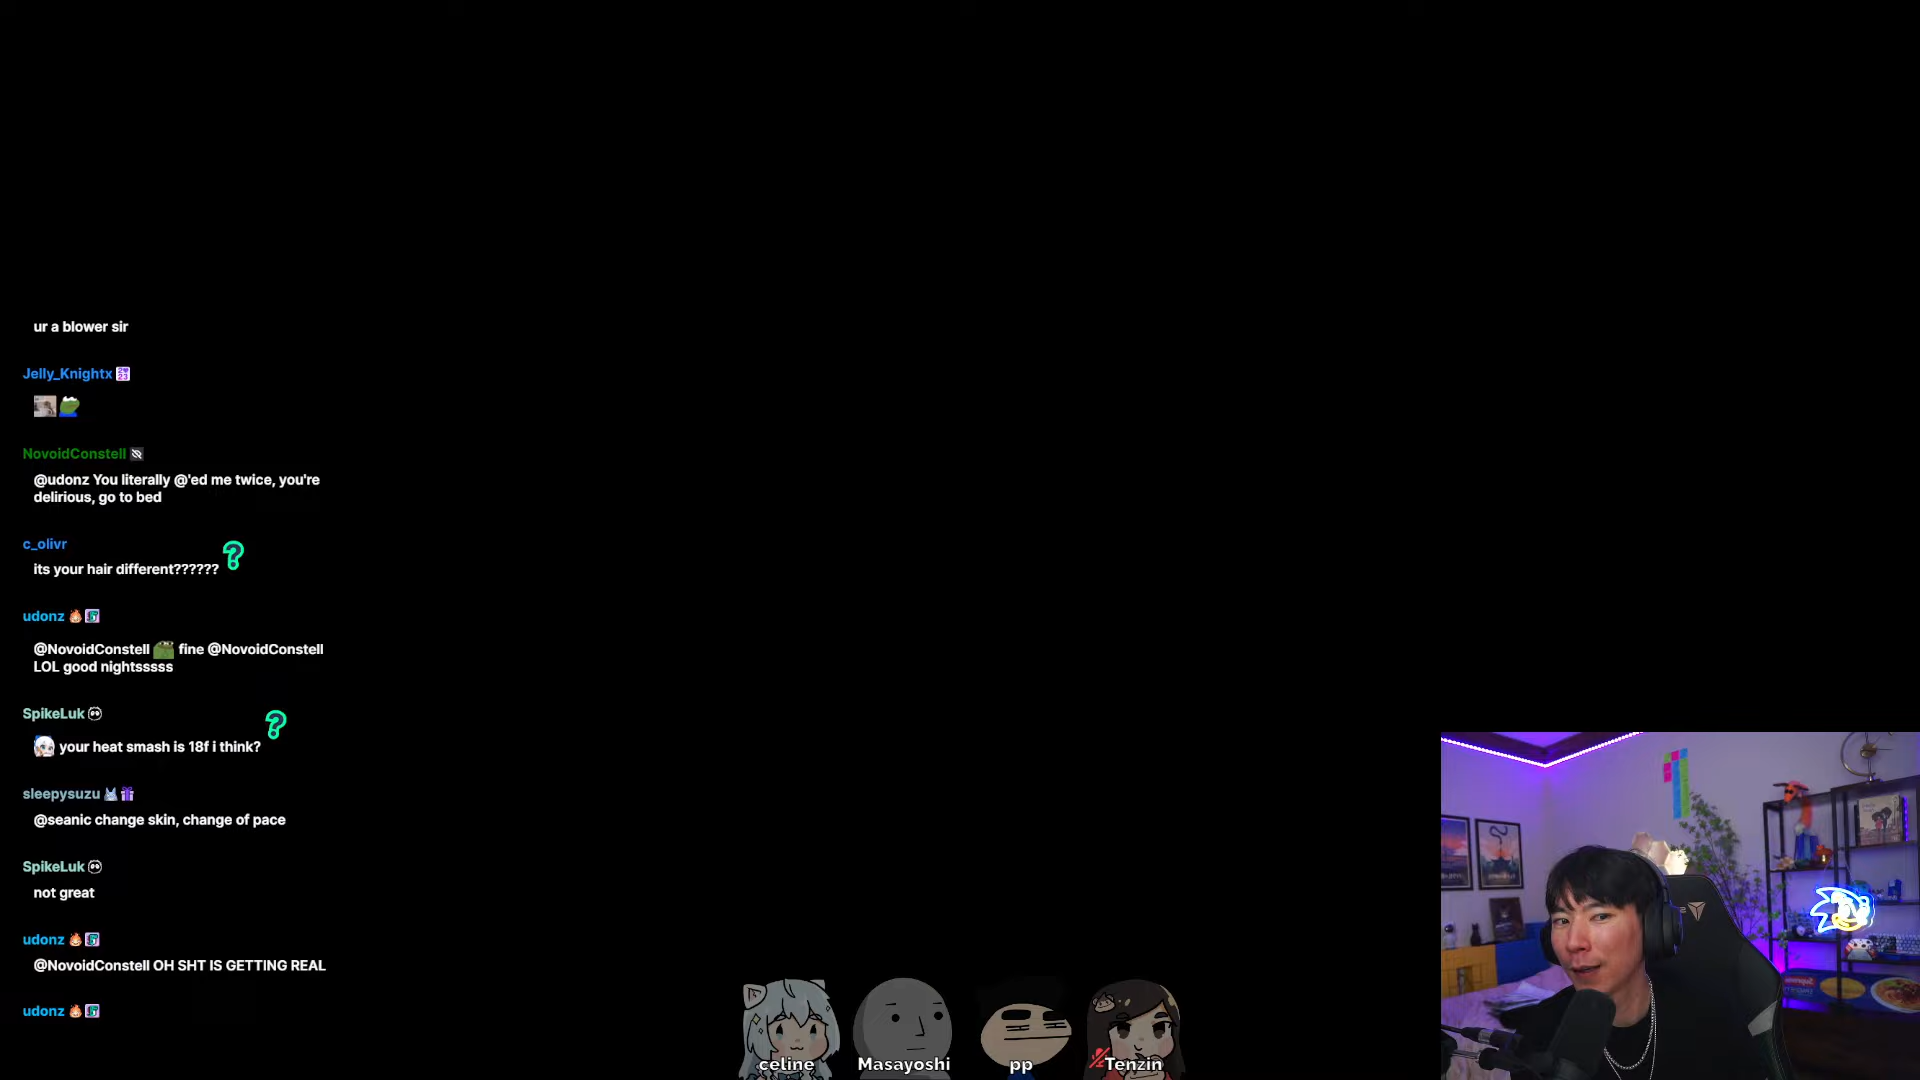 ur a blower sir
Jelly_Knightx
NovoidConstell
@udonz You literally @'ed me twice, you're
delirious, go to bed
c_olivr
its your hair different??????
udonz
@NovoidConstell fine @NovoidConstell
LOL good nightsssss
SpikeLuk
your heat smash is 18f i think?
sleepysuzu
@seanic change skin, change of pace
SpikeLuk
not great
udonz
@NovoidConstell OH SHT IS GETTING REAL
udonz
celine
Masayoshi
pp
Tenzin